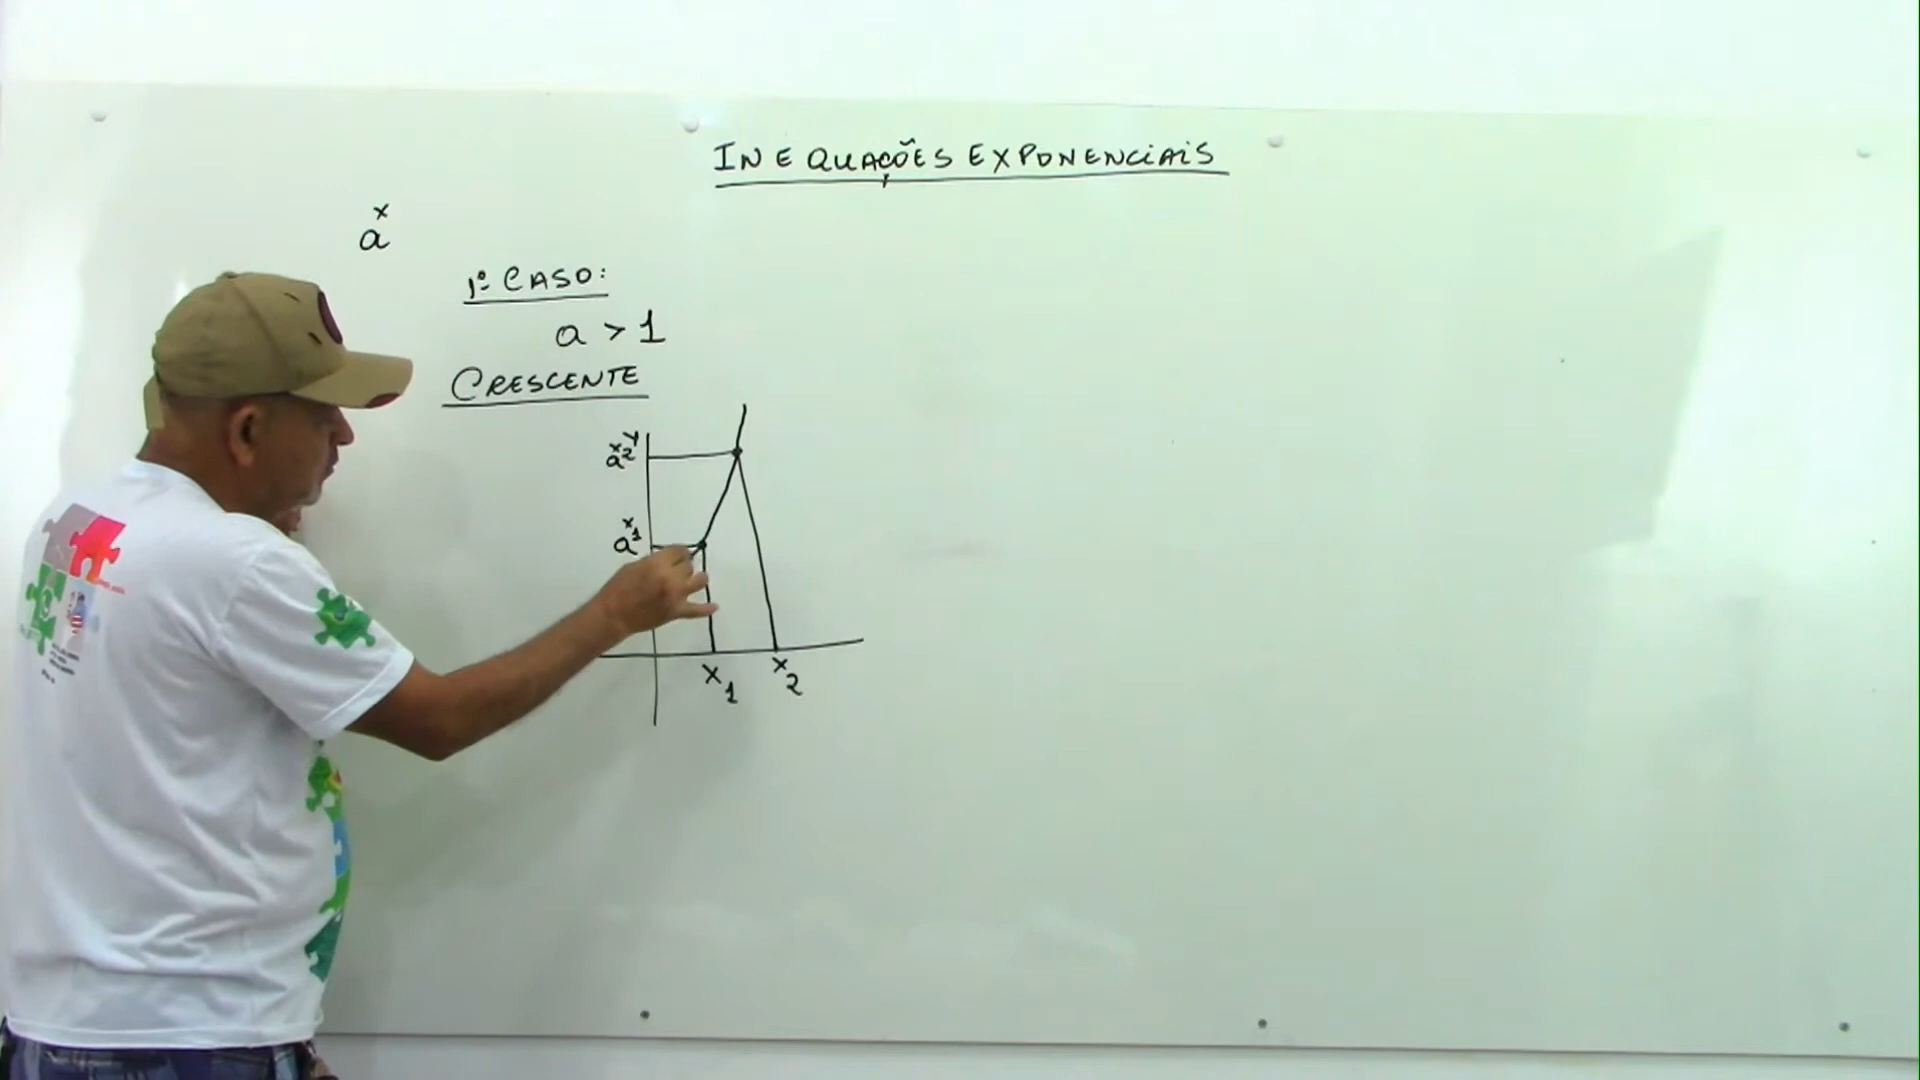 INEQUAÇÕES EXPONENCIAIS
a^x
1º CASO:
a > 1
CRESCENTE
y
a^x2
a^x1
x1 x2